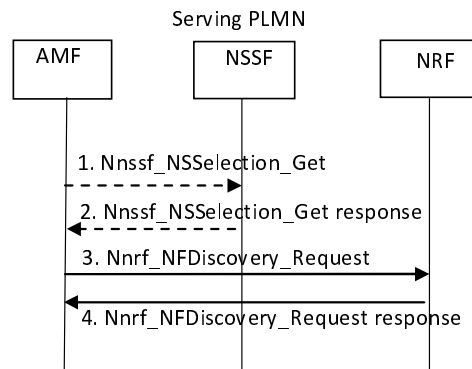 Serving PLMN
AMF
NSSF
NRF
1. Nnssf_NSSelection_Get
2. Nnssf_NSSelection_Get response
3. Nnrf_NFDiscovery_Request
4. Nnrf_NFDiscovery_Request response